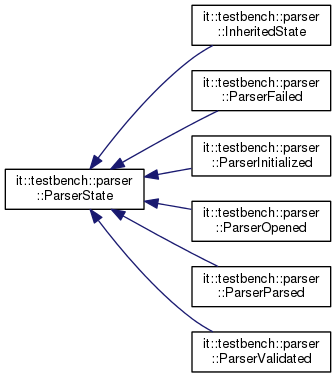 it::testbench::parser
::InheritedState
it::testbench::parser
::ParserFailed
it::testbench::parser
::ParserInitialized
it::testbench::parser
::ParserState
it::testbench::parser
::ParserOpened
it::testbench::parser
::ParserParsed
it::testbench::parser
::ParserValidated